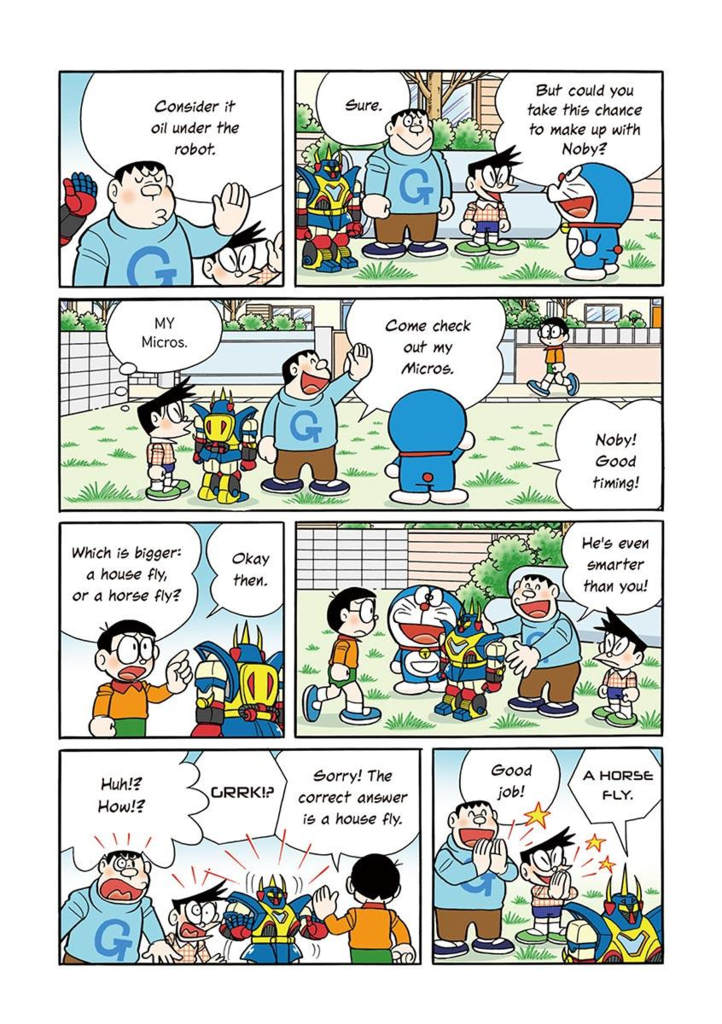 But could you
take this chance
to make up with
Noby?
Sure.
Consider it
oil under the
robot.
Noby!
Good
timing!
Come check
out my
Micros.
MY
Micros.
He's even
smarter
than you!
Okay
then.
Which is bigger:
a house fly,
or a horse fly?
A HORSE
FLY.
Good
job!
Sorry! The
correct answer
is a house fly.
GRRK!?
Huh!?
How!?